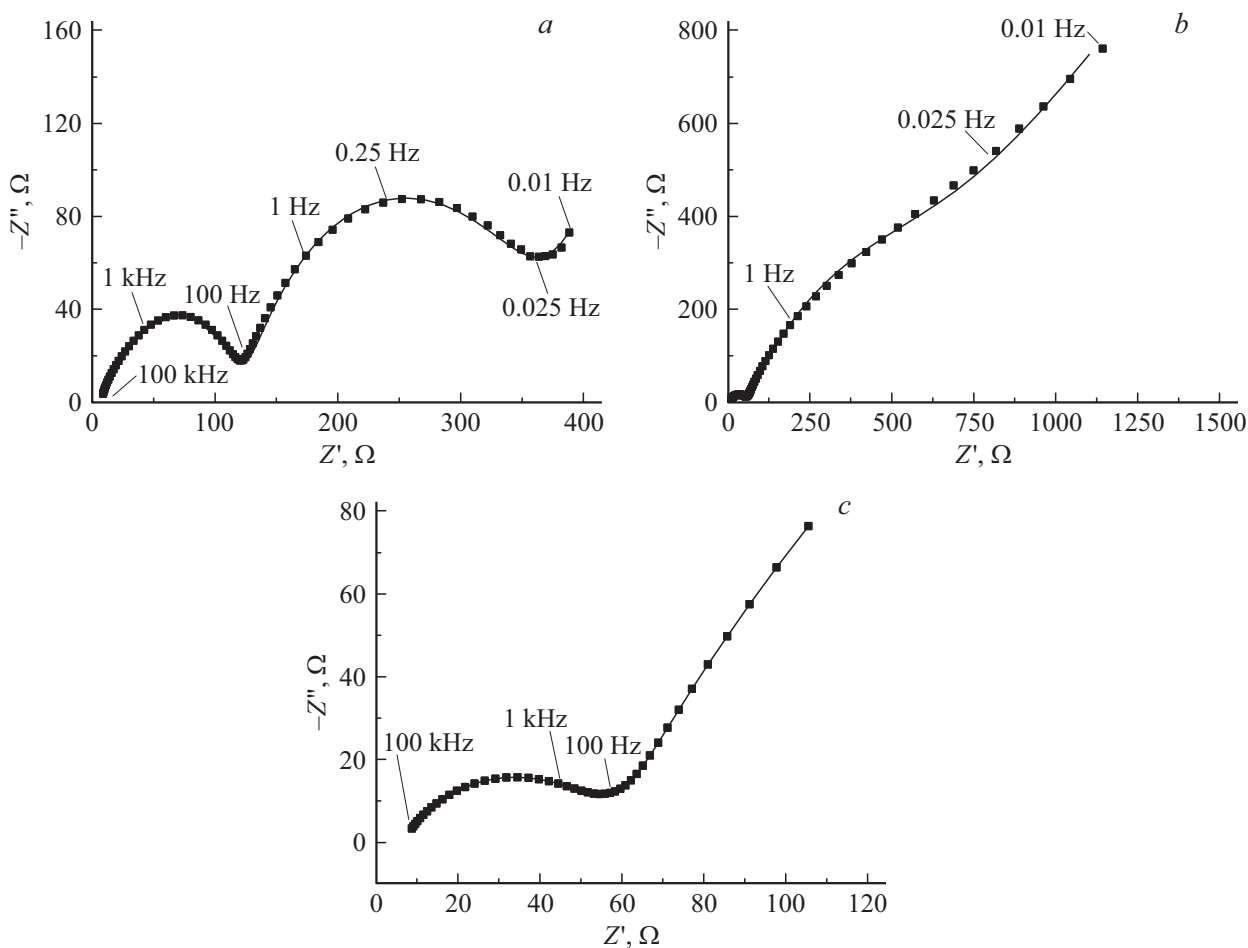 a
160
120
80
40
0
–Z", Ω
0.25 Hz
1 Hz
0.01 Hz
1 kHz
100 Hz
0.025 Hz
100 kHz
0 100 200 300 400
Z', Ω
b
800
600
400
200
0
–Z", Ω
0.01 Hz
0.025 Hz
1 Hz
0 250 500 750 1000 1250 1500
Z', Ω
c
80
60
40
20
0
–Z", Ω
100 kHz
1 kHz
100 Hz
0 20 40 60 80 100 120
Z', Ω